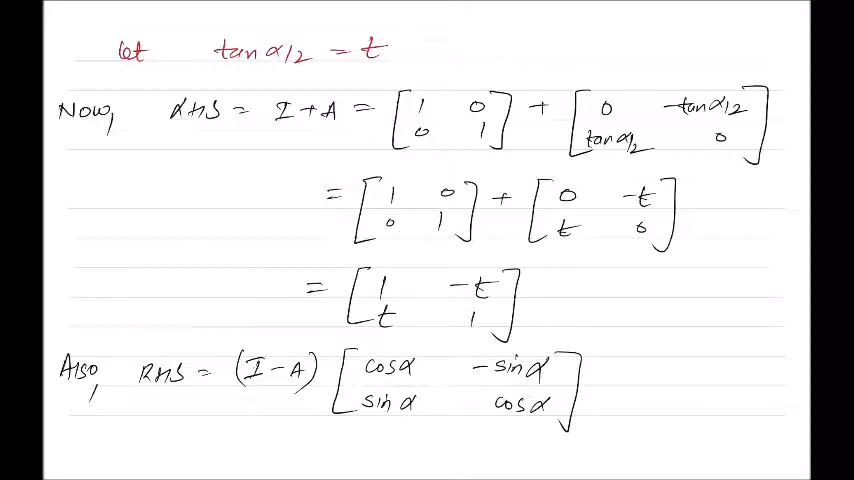 let tan α/2 = t
Now, LHS = I + A = [1 0; 0 1] + [0 -tan α/2; tan α/2 0]
= [1 0; 0 1] + [0 -t; t 0]
= [1 -t; t 1]
Also, RHS = (I - A) [cos α -sin α; sin α cos α]